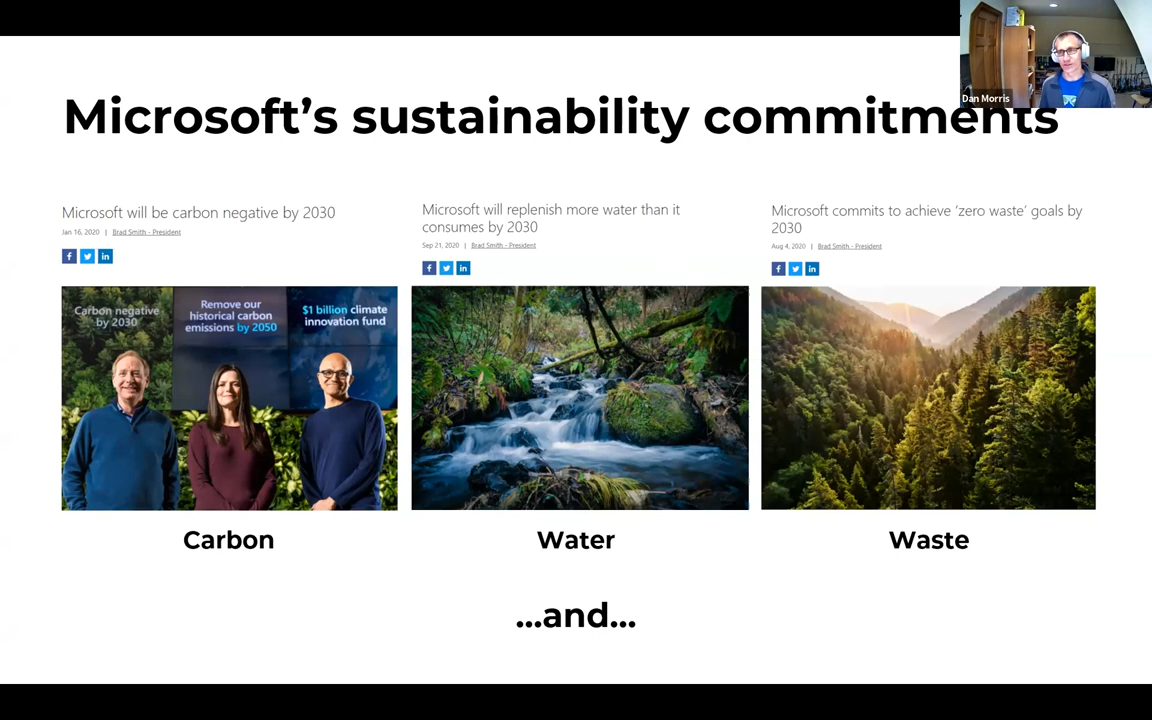 Dan Morris
Microsoft's sustainability commitments
Microsoft will be carbon negative by 2030
Jan 16, 2020 | Brad Smith - President
f in
Microsoft will replenish more water than it
consumes by 2030
Sep 21, 2020 | Brad Smith - President
f in
Microsoft commits to achieve ‘zero waste’ goals by
2030
Aug 4, 2020 | Brad Smith - President
f in
Carbon negative
by 2030
Remove our
historical carbon
emissions by 2050
$1 billion climate
innovation fund
Carbon
Water
Waste
...and...